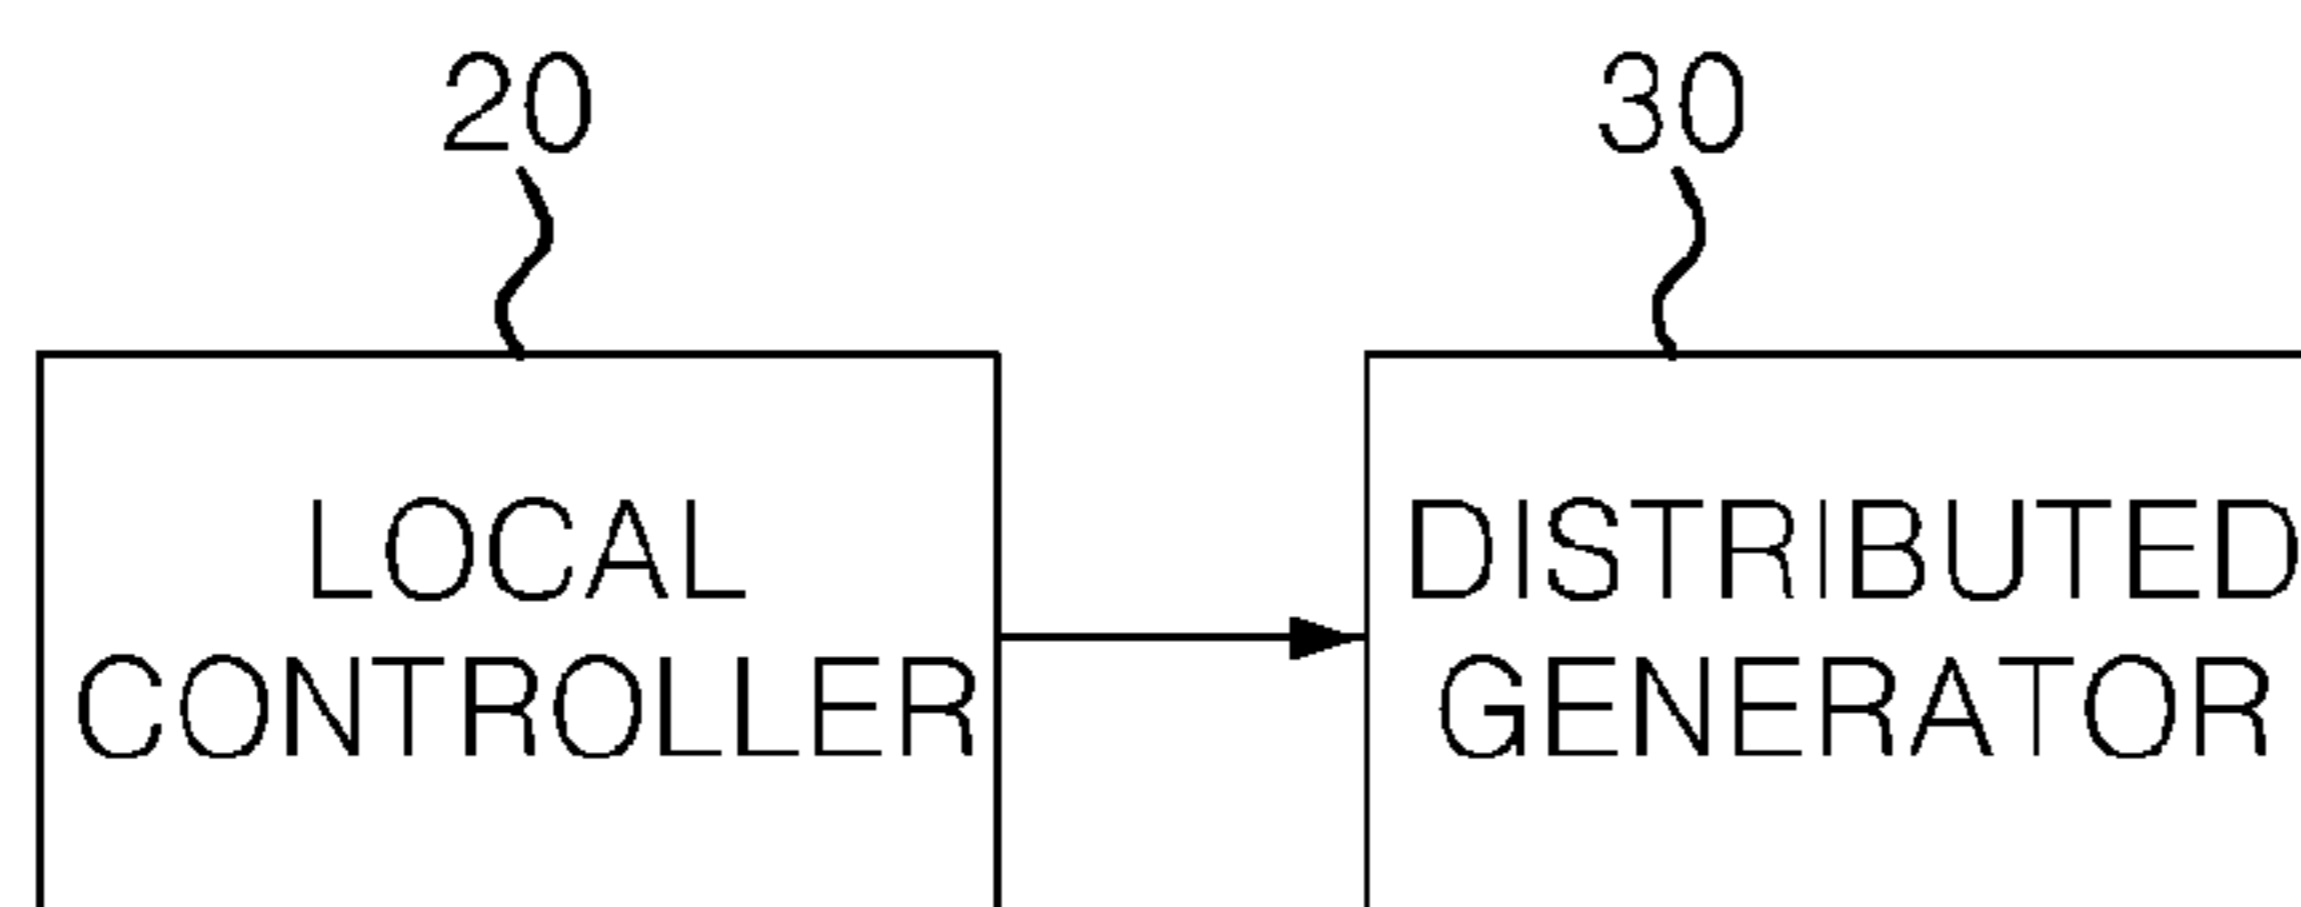 20
30
LOCAL
CONTROLLER
DISTRIBUTED
GENERATOR